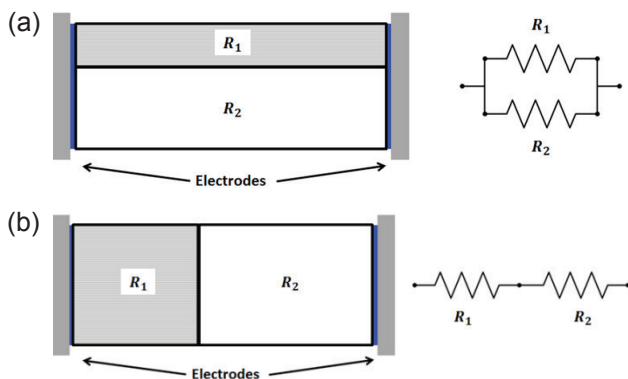 (a)
R₁
R₂
Electrodes
R₁
R₂
(b)
R₁
R₂
Electrodes
R₁
R₂